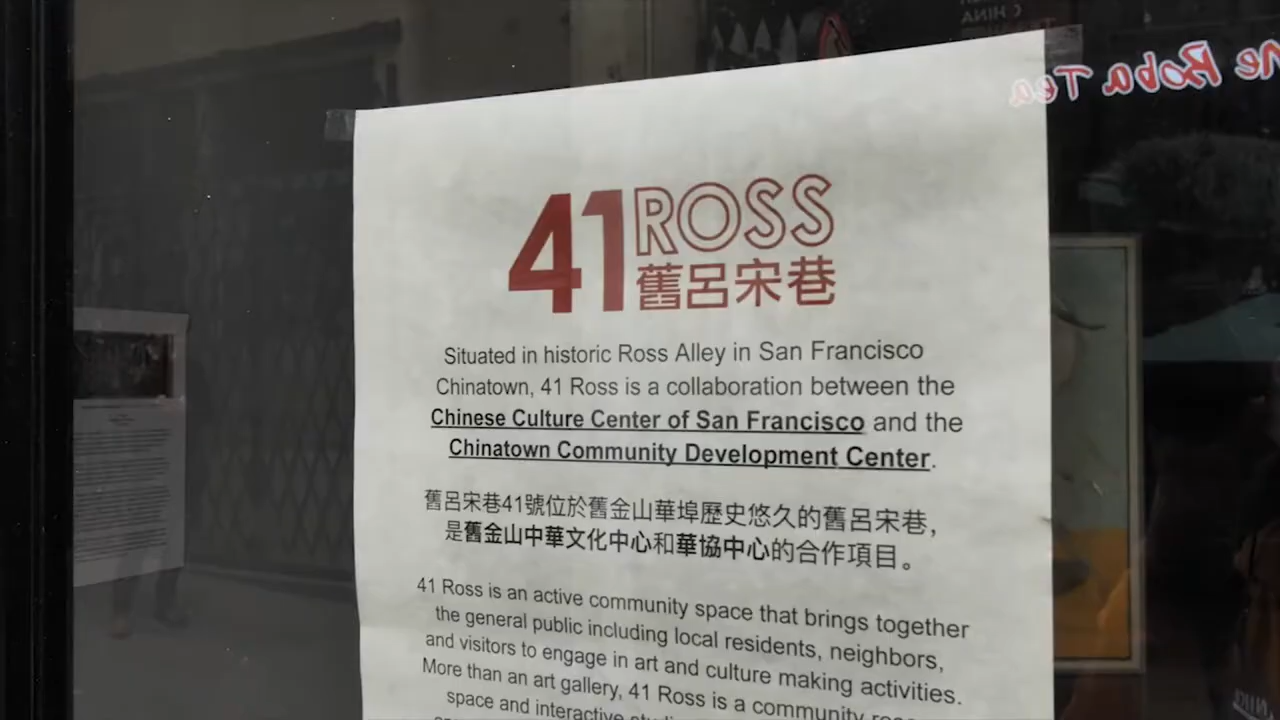 41 ROSS
舊呂宋巷
Situated in historic Ross Alley in San Francisco
Chinatown, 41 Ross is a collaboration between the
Chinese Culture Center of San Francisco and the
Chinatown Community Development Center.
舊呂宋巷41號位於舊金山華埠歷史悠久的舊呂宋巷,
是舊金山中華文化中心和華協中心的合作項目。
41 Ross is an active community space that brings together
the general public including local residents, neighbors,
and visitors to engage in art and culture making activities.
More than an art gallery, 41 Ross is a community
space and interactive
Boba Tea
CHINA